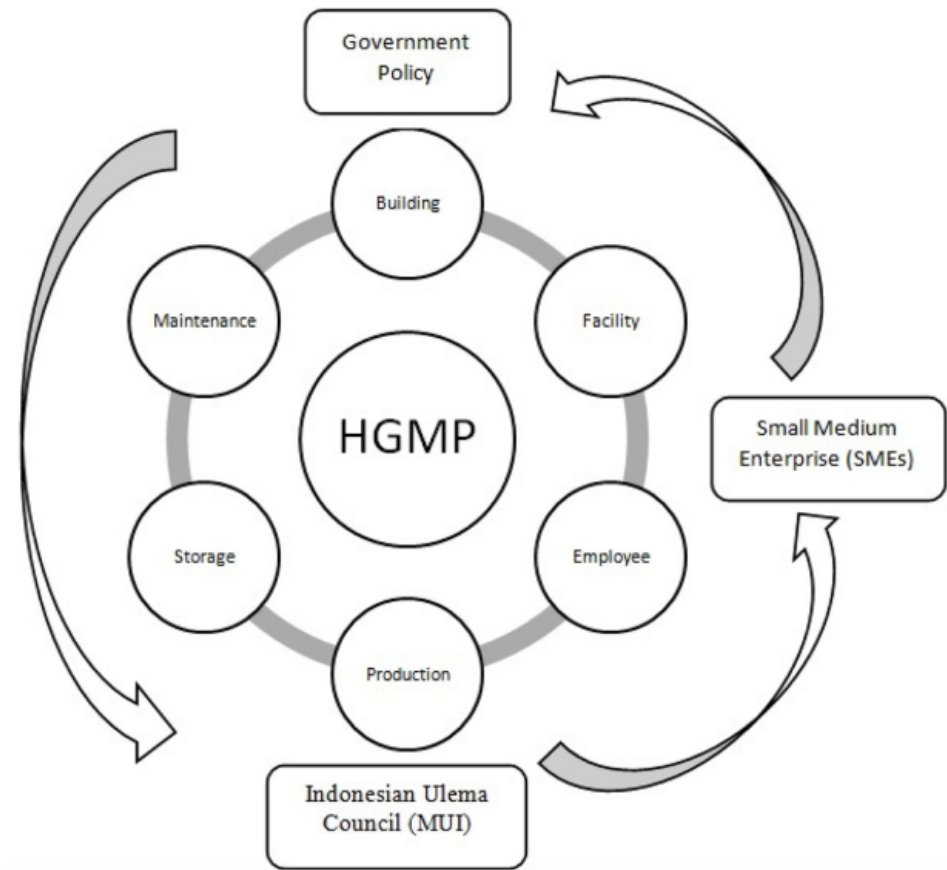 Government
Policy
Building
Maintenance
Facility
HGMP
Small Medium
Enterprise (SMEs)
Storage
Employee
Production
Indonesian Ulema
Council (MUI)